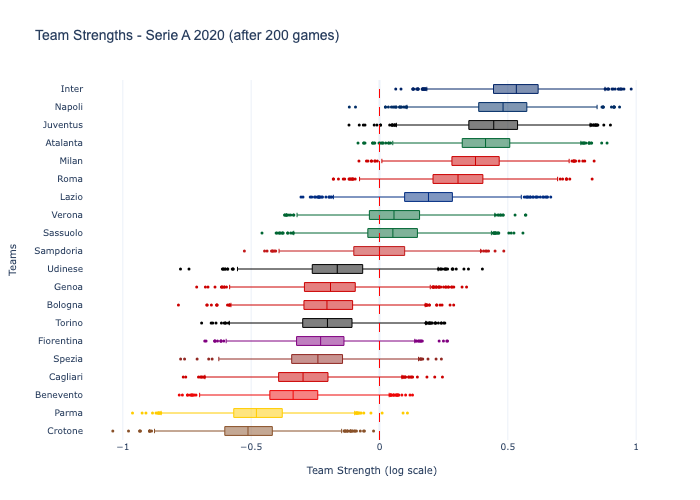 Team Strengths - Serie A 2020 (after 200 games)
Inter
Napoli
Juventus
Atalanta
Milan
Roma
Lazio
Verona
Sassuolo
Sampdoria
Udinese
Genoa
Bologna
Torino
Fiorentina
Spezia
Cagliari
Benevento
Parma
Crotone
Teams
−1 −0.5 0 0.5 1
Team Strength (log scale)